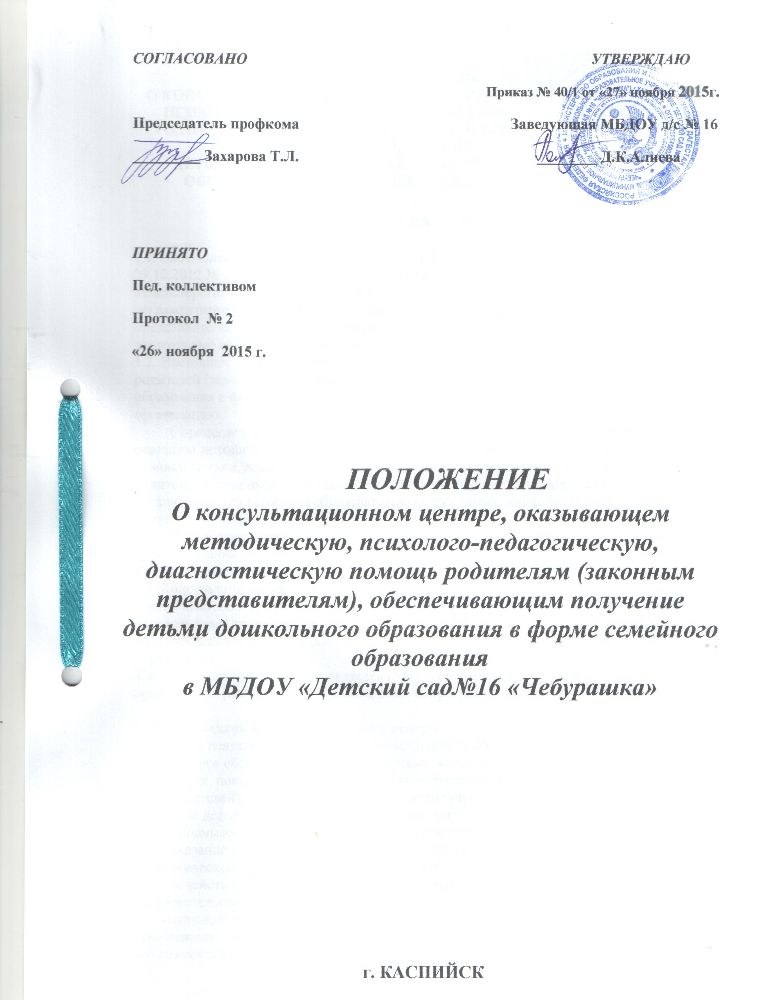 СОГЛАСОВАНО
УТВЕРЖДАЮ
Приказ № 40/1 от «27» ноября 2015г.
Председатель профкома
Заведующая МБДОУ д/с № 16
Захарова Т.Л.
Д.К.Алиева
ПРИНЯТО
Пед. коллективом
Протокол № 2
«26» ноября 2015 г.
ПОЛОЖЕНИЕ
О консультационном центре, оказывающем
методическую, психолого-педагогическую,
диагностическую помощь родителям (законным
представителям), обеспечивающим получение
детьми дошкольного образования в форме семейного
образования
в МБДОУ «Детский сад№16 «Чебурашка»
г. КАСПИЙСК